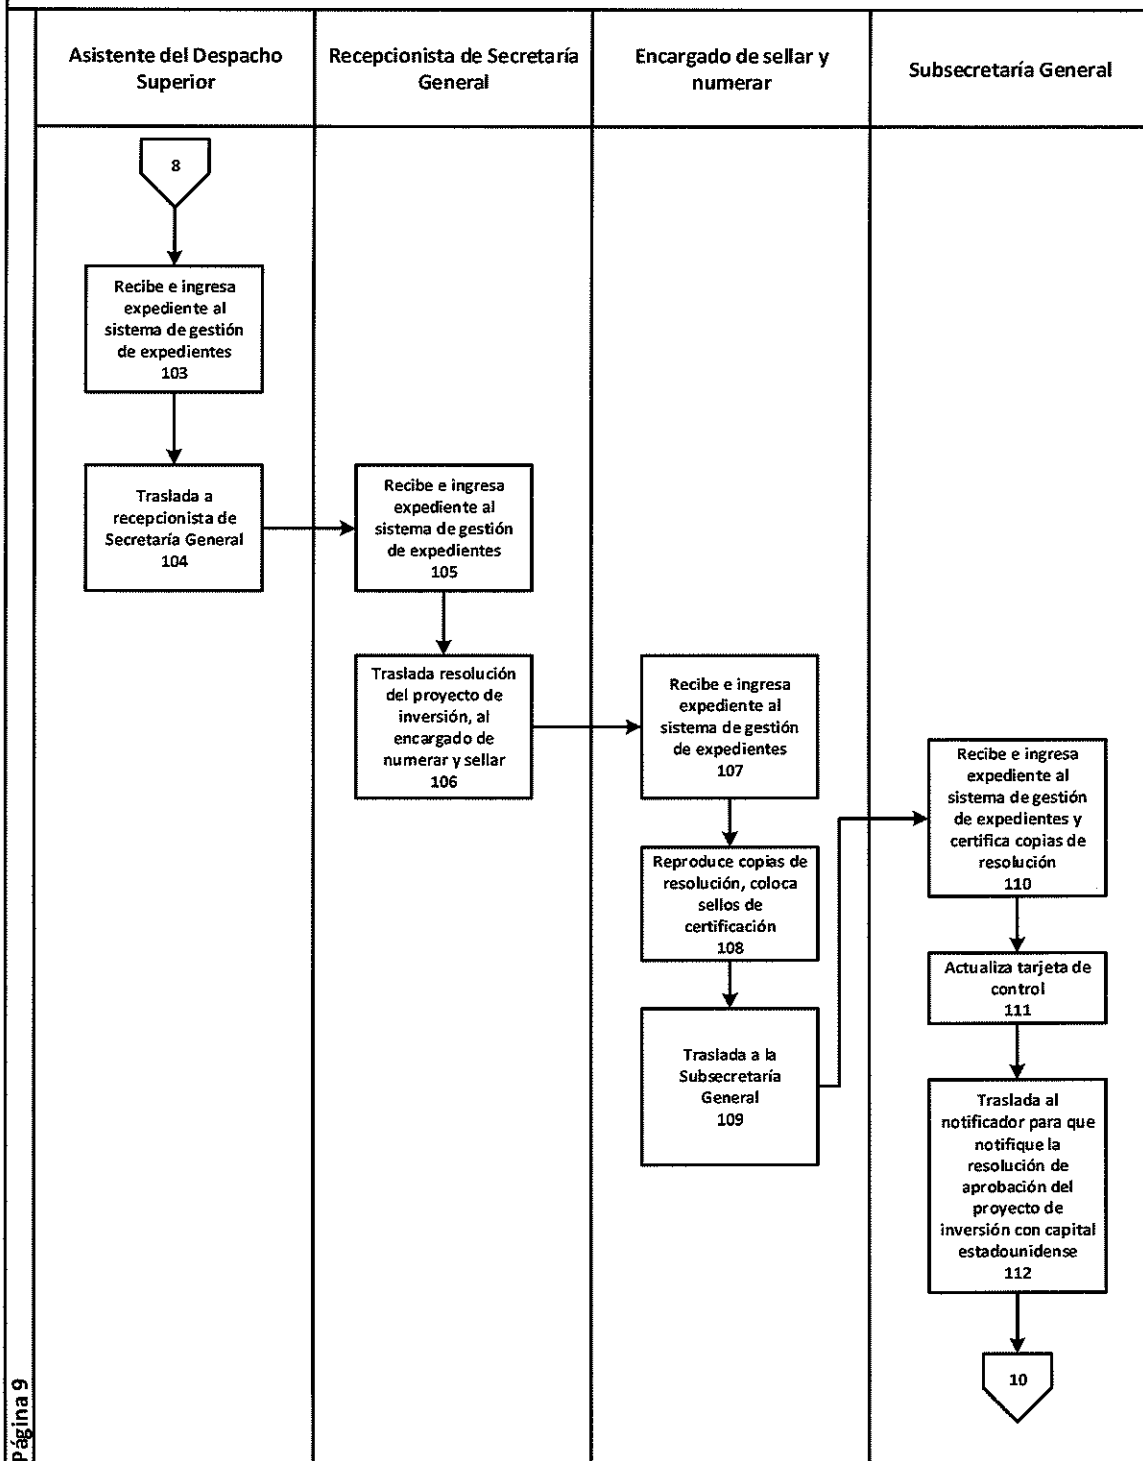 Asistente del Despacho
Superior
Recepcionista de Secretaría
General
Encargado de sellar y
numerar
Subsecretaría General
8
Recibe e ingresa
expediente al
sistema de gestión
de expedientes
103
Traslada a
recepcionista de
Secretaría General
104
Recibe e ingresa
expediente al
sistema de gestión
de expedientes
105
Traslada resolución
del proyecto de
inversión, al
encargado de
numerar y sellar
106
Recibe e ingresa
expediente al
sistema de gestión
de expedientes
107
Reproduce copias de
resolución, coloca
sellos de
certificación
108
Traslada a la
Subsecretaría
General
109
Recibe e ingresa
expediente al
sistema de gestión
de expedientes y
certifica copias de
resolución
110
Actualiza tarjeta de
control
111
Traslada al
notificador para que
notifique la
resolución de
aprobación del
proyecto de
inversión con capital
estadounidense
112
10
Página 9